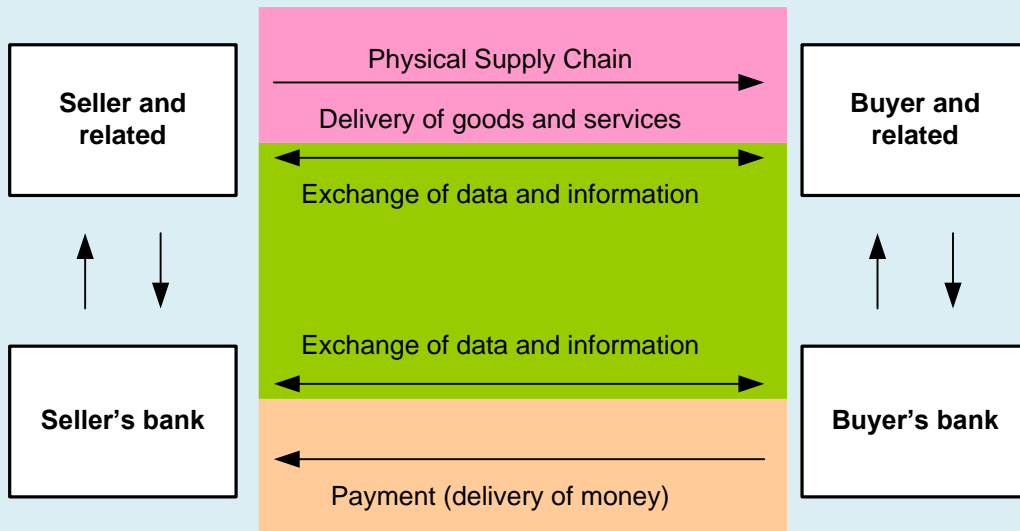 Physical Supply Chain
Seller and
related
Delivery of goods and services
Buyer and
related
Exchange of data and information
Exchange of data and information
Seller’s bank
Buyer’s bank
Payment (delivery of money)